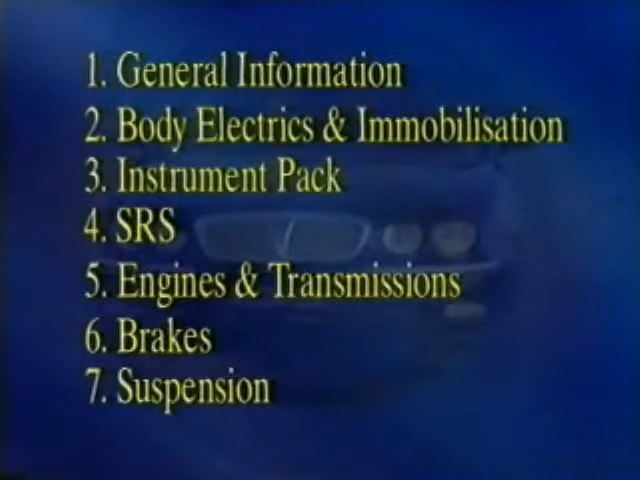 1. General Information
2. Body Electrics & Immobilisation
3. Instrument Pack
4. SRS
5. Engines & Transmissions
6. Brakes
7. Suspension